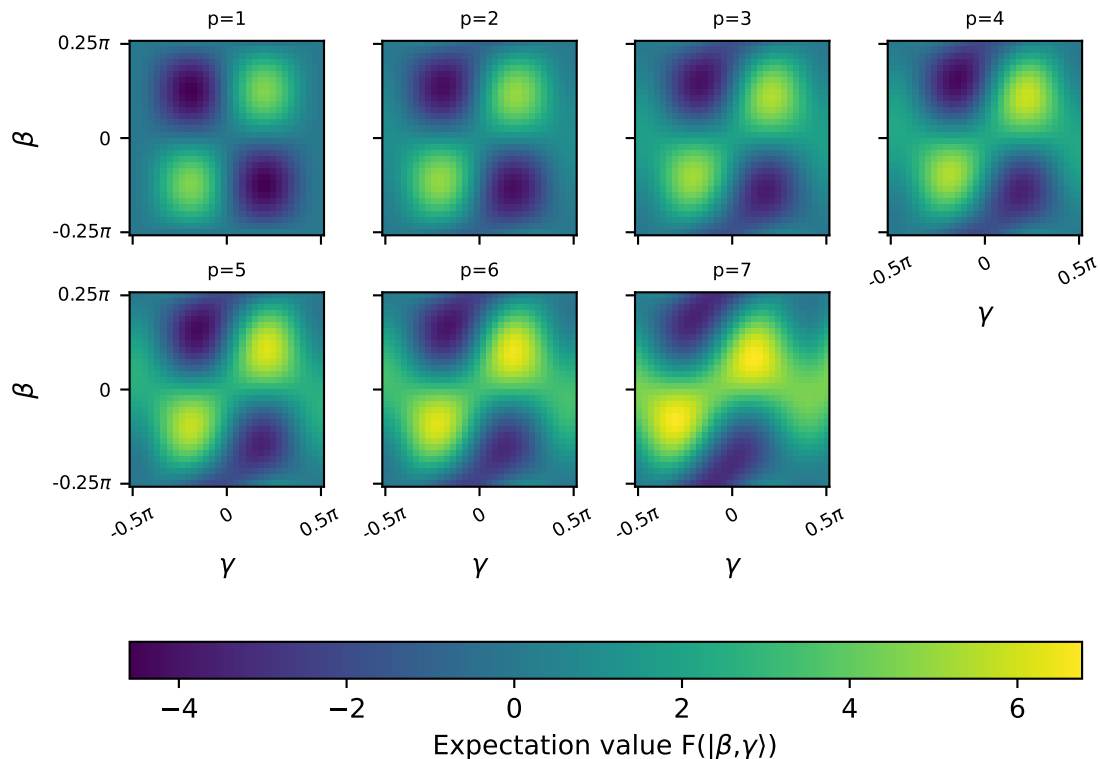 p=1 p=2 p=3 p=4
0.25π
β 0
-0.25π
-0.5π 0 0.5π
γ
p=5 p=6 p=7
0.25π
β 0
-0.25π
-0.5π 0 0.5π -0.5π 0 0.5π -0.5π 0 0.5π
γ γ γ
−4 −2 0 2 4 6
Expectation value F(|β,γ⟩)